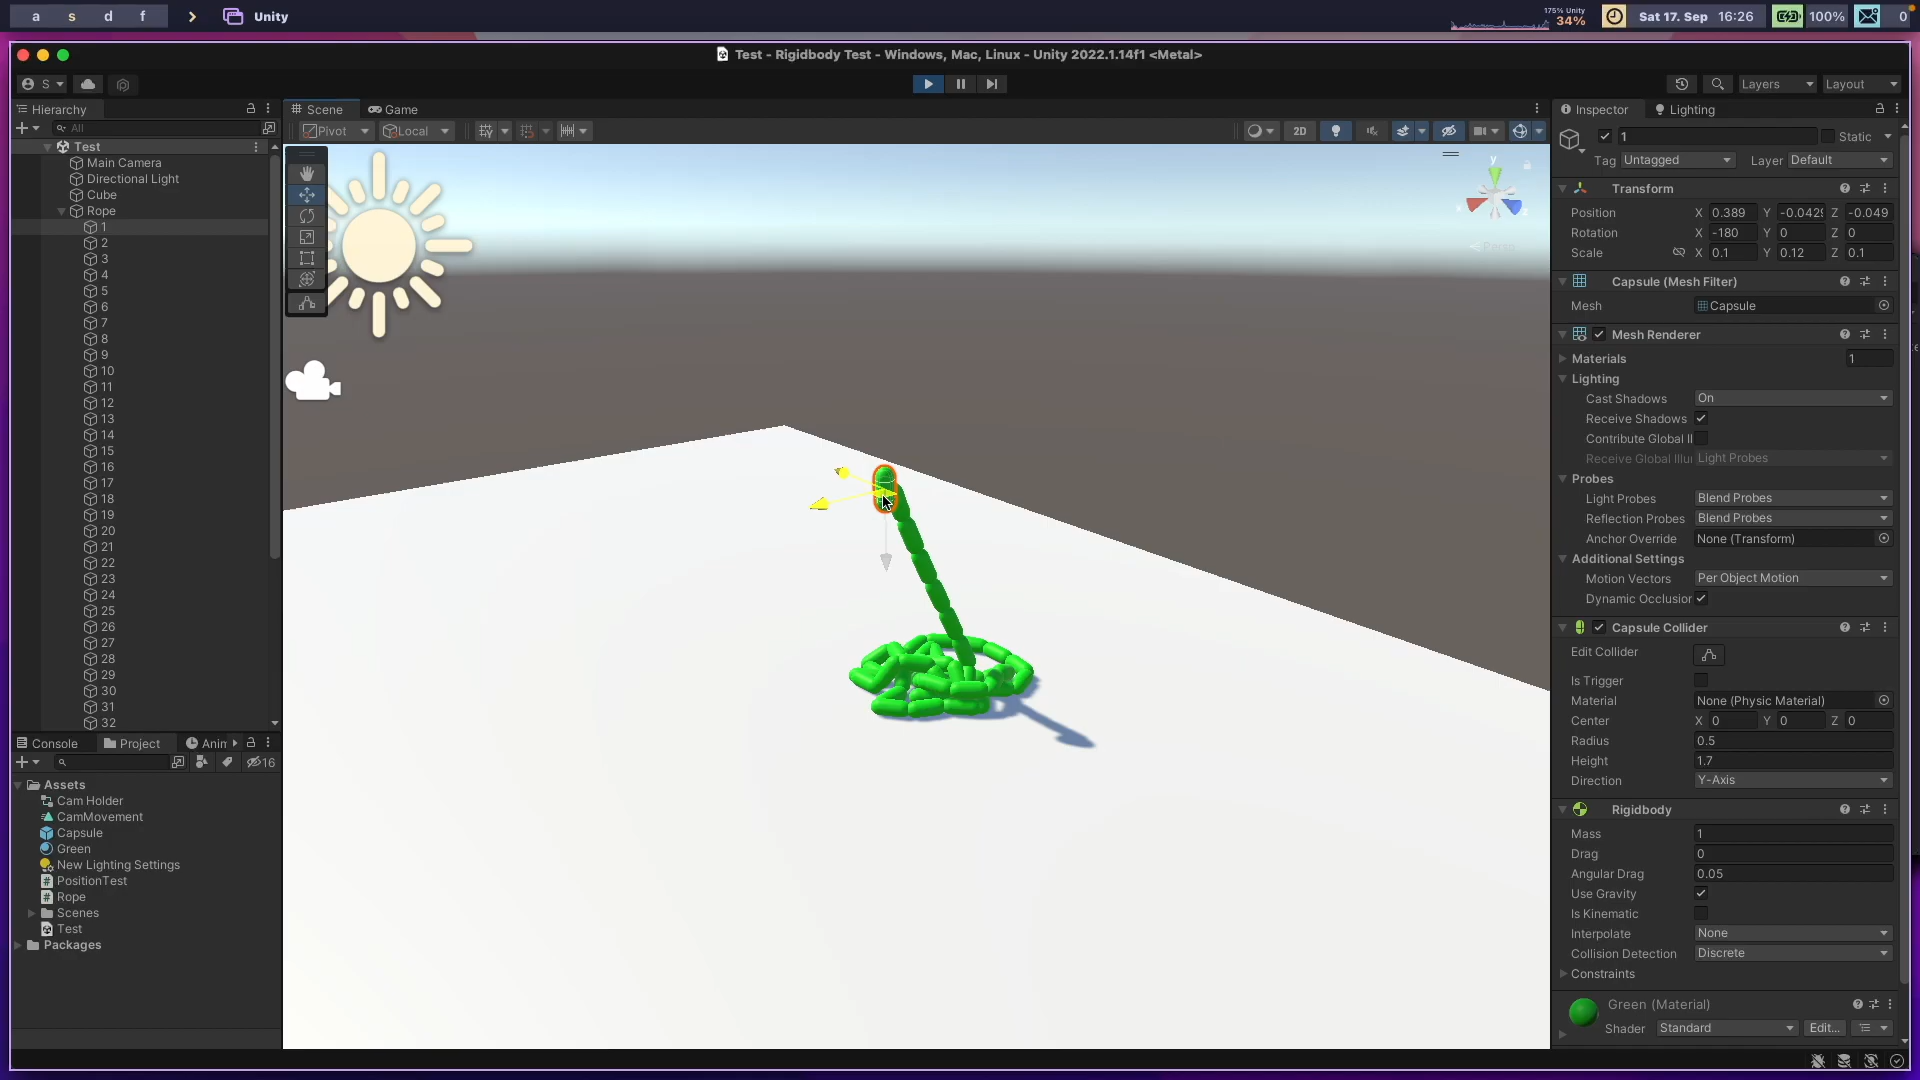 a s d f Unity 175% Unity 34% Sat 17. Sep 16:26 100% 0
Test - Rigidbody Test - Windows, Mac, Linux - Unity 2022.1.14f1 <Metal>
S Layers Layout
Hierarchy
All
Test
Main Camera
Directional Light
Cube
Rope
1
2
3
4
5
6
7
8
9
10
11
12
13
14
15
16
17
18
19
20
21
22
23
24
25
26
27
28
29
30
31
32
Console Project Anim
16
Assets
Cam Holder
CamMovement
Capsule
Green
New Lighting Settings
PositionTest
Rope
Scenes
Test
Packages
Scene Game
Pivot Local 2D
y
x z
Persp
Inspector Lighting
1 Static
Tag Untagged Layer Default
Transform
Position X 0.389 Y -0.0429 Z -0.049
Rotation X -180 Y 0 Z 0
Scale X 0.1 Y 0.12 Z 0.1
Capsule (Mesh Filter)
Mesh Capsule
Mesh Renderer
Materials 1
Lighting
Cast Shadows On
Receive Shadows
Contribute Global Il
Receive Global Illu Light Probes
Probes
Light Probes Blend Probes
Reflection Probes Blend Probes
Anchor Override None (Transform)
Additional Settings
Motion Vectors Per Object Motion
Dynamic Occlusion
Capsule Collider
Edit Collider
Is Trigger
Material None (Physic Material)
Center X 0 Y 0 Z 0
Radius 0.5
Height 1.7
Direction Y-Axis
Rigidbody
Mass 1
Drag 0
Angular Drag 0.05
Use Gravity
Is Kinematic
Interpolate None
Collision Detection Discrete
Constraints
Green (Material)
Shader Standard Edit...